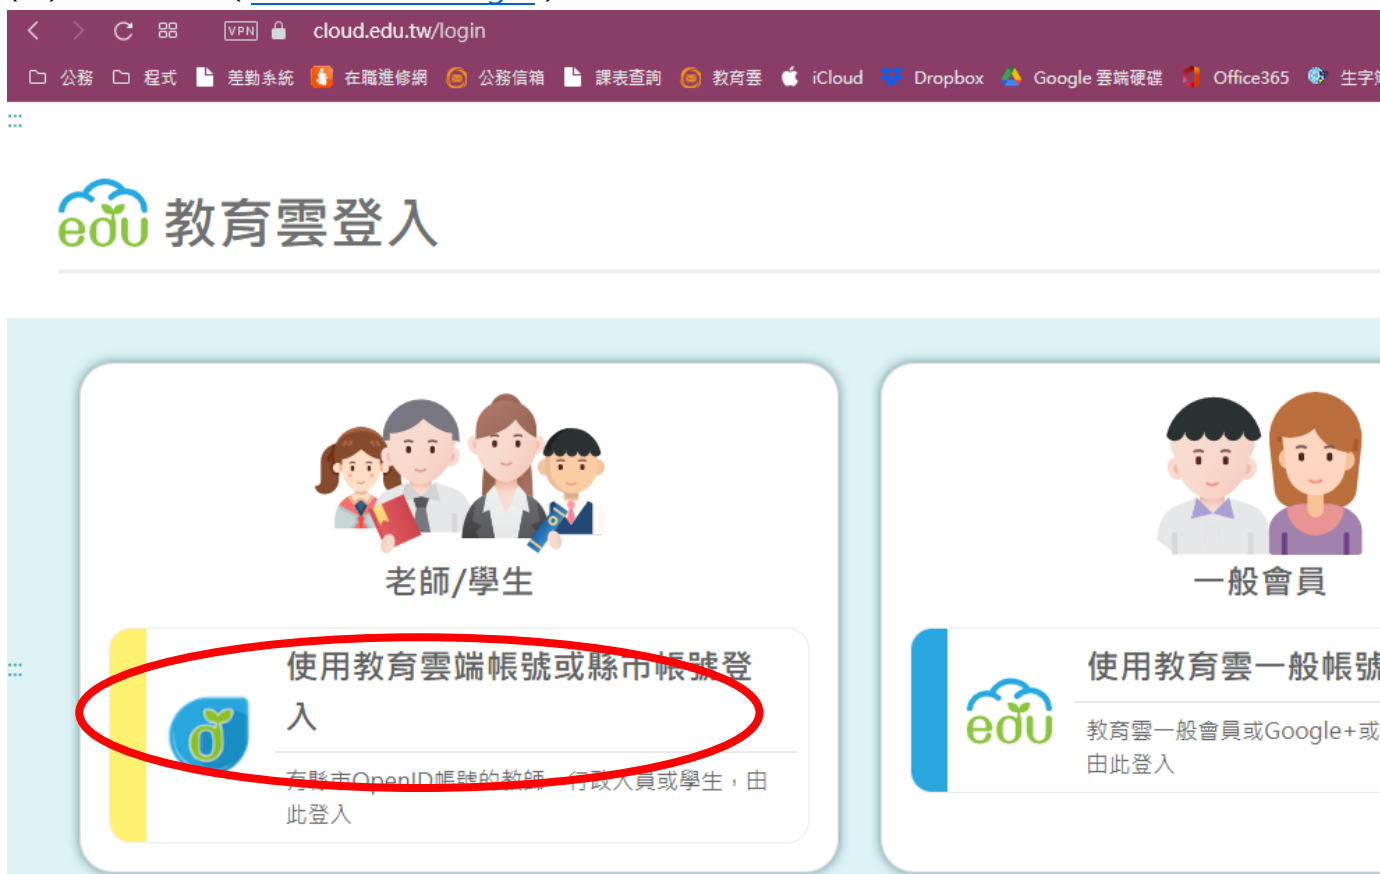 VPN cloud.edu.tw/login
公務 程式 差勤系統 在職進修網 公務信箱 課表查詢 教育雲 iCloud Dropbox Google 雲端硬碟 Office365 生字
edu 教育雲登入
老師/學生
使用教育雲端帳號或縣市帳號登
入
有縣市OpenID帳號的教師、行政人員或學生，由
此登入
一般會員
edu
使用教育雲一般帳號
教育雲一般會員或Google+或
由此登入